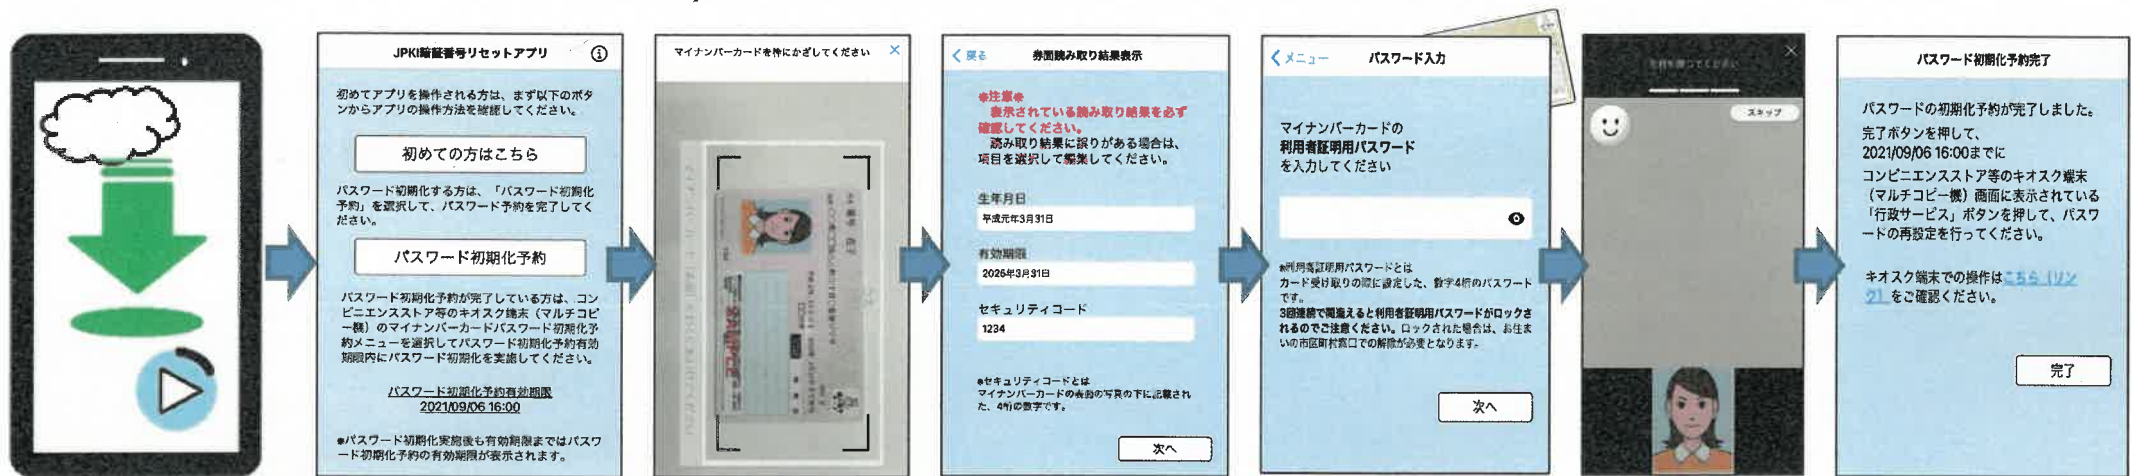 JPKI暗証番号リセットアプリ
初めてアプリを操作される方は、まず以下のボタ
ンからアプリの操作方法を確認してください。
初めての方はこちら
パスワード初期化する方は、「パスワード初期化
予約」を選択して、パスワード予約を完了してく
ださい。
パスワード初期化予約
パスワード初期化予約が完了している方は、コン
ビニエンスストア等のキオスク端末（マルチコピ
ー機）のマイナンバーカードパスワード初期化予
約メニューを選択してパスワード初期化予約有効
期限内にパスワード初期化を実施してください。
パスワード初期化予約有効期限
2021/09/06 16:00
※パスワード初期化実施後も有効期限まではパスワ
ード初期化予約の有効期限が表示されます。
マイナンバーカードを枠にかざしてください
SAMPLE
戻る
券面読み取り結果表示
※注意※
表示されている読み取り結果を必ず
確認してください。
読み取り結果に誤りがある場合は、
項目を選択して編集してください。
生年月日
平成元年3月31日
有効期限
2026年3月31日
セキュリティコード
1234
※セキュリティコードとは
マイナンバーカードの表面の写真の下に記載され
た、4桁の数字です。
次へ
メニュー
パスワード入力
マイナンバーカードの
利用者証明用パスワード
を入力してください
※利用者証明用パスワードとは
カード受け取りの際に設定した、数字4桁のパスワード
です。
3回連続で間違えると利用者証明用パスワードがロックさ
れるのでご注意ください。ロックされた場合は、お住ま
いの市区町村窓口での解除が必要となります。
次へ
スキップ
パスワード初期化予約完了
パスワードの初期化予約が完了しました。
完了ボタンを押して、
2021/09/06 16:00までに
コンビニエンスストア等のキオスク端末
（マルチコピー機）画面に表示されている
「行政サービス」ボタンを押して、パスワ
ードの再設定を行ってください。
キオスク端末での操作はこちら（リン
ク）をご確認ください。
完了